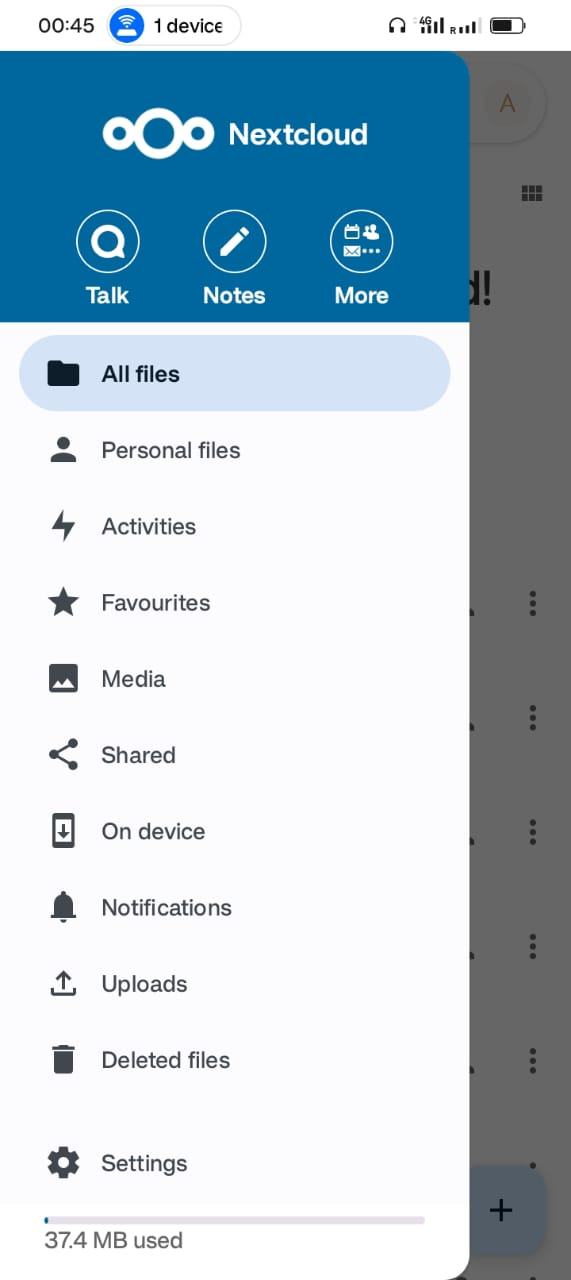 00:45 1 device 4G R
A
Nextcloud
d!
Talk Notes More
All files
Personal files
Activities
Favourites
Media
Shared
On device
Notifications
Uploads
Deleted files
Settings
37.4 MB used